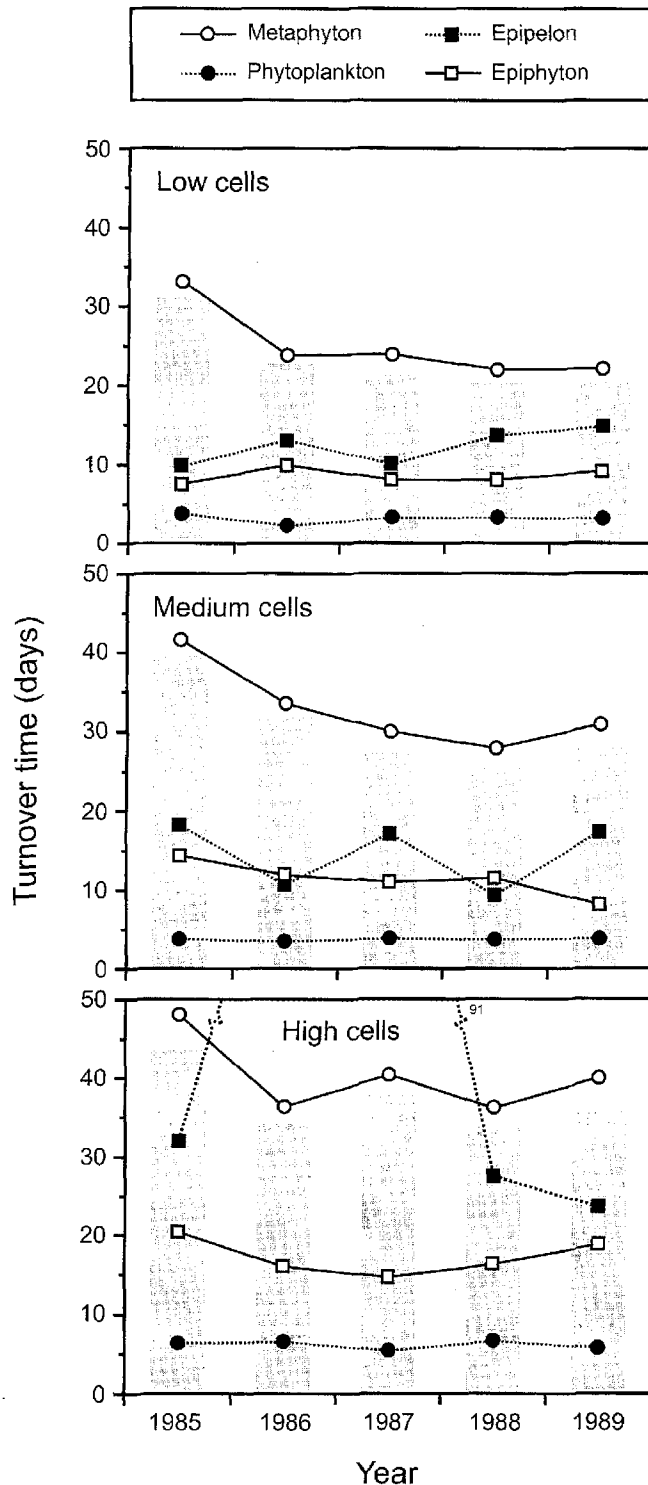 Metaphyton Epipelon
Phytoplankton Epiphyton
50
Low cells
40
30
20
10
0
50
Medium cells
40
30
20
10
0
Turnover time (days)
50
High cells
91
40
30
20
10
0
1985 1986 1987 1988 1989
Year